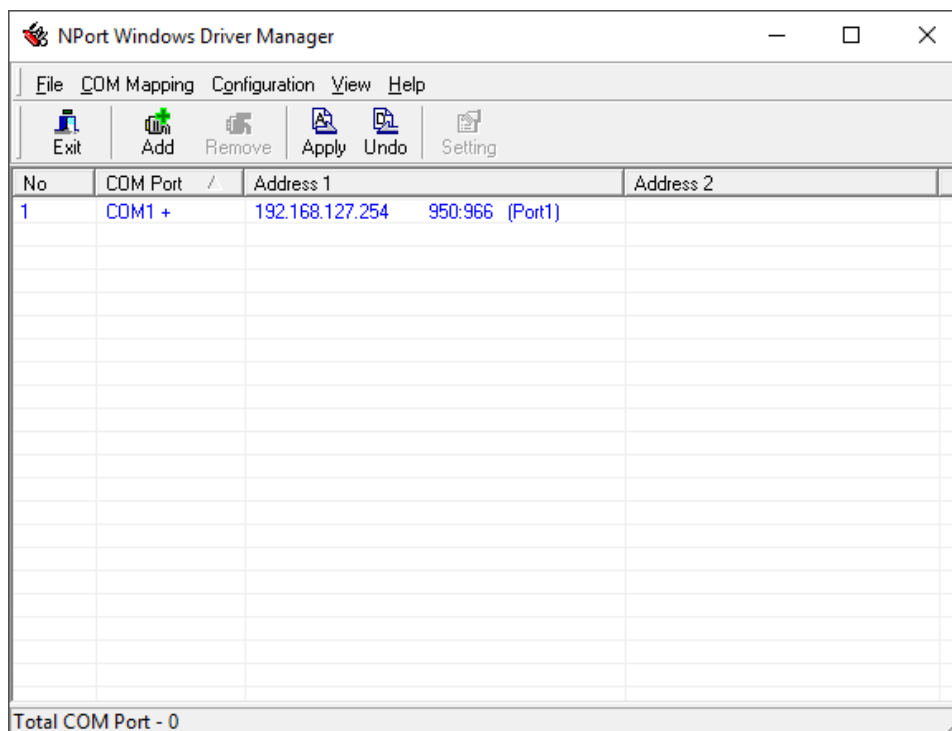 NPort Windows Driver Manager
File COM Mapping Configuration View Help
Exit Add Remove Apply Undo Setting
No COM Port Address 1 Address 2
1 COM1 + 192.168.127.254 950:966 (Port1)
Total COM Port - 0